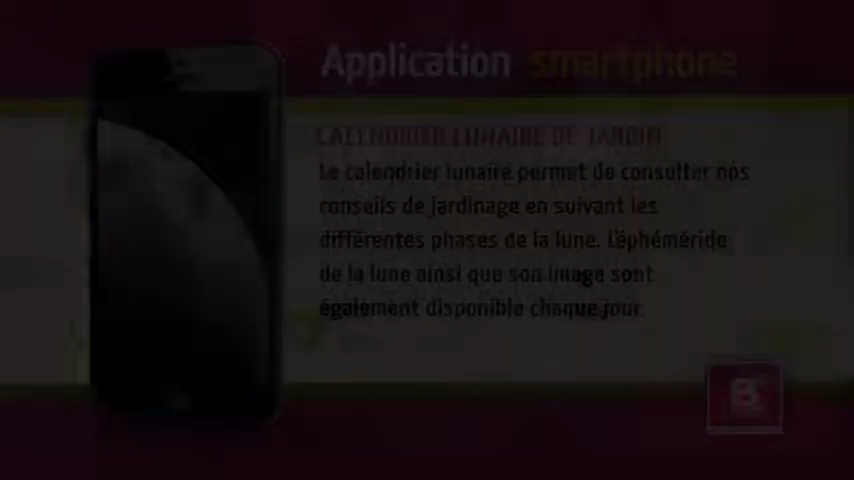 Application smartphone
CALENDRIER LUNAIRE DE JARDIN
Le calendrier lunaire permet de consulter nos
conseils de jardinage en suivant les
différentes phases de la lune. L'éphéméride
de la lune ainsi que son image sont
également disponible chaque jour.
B